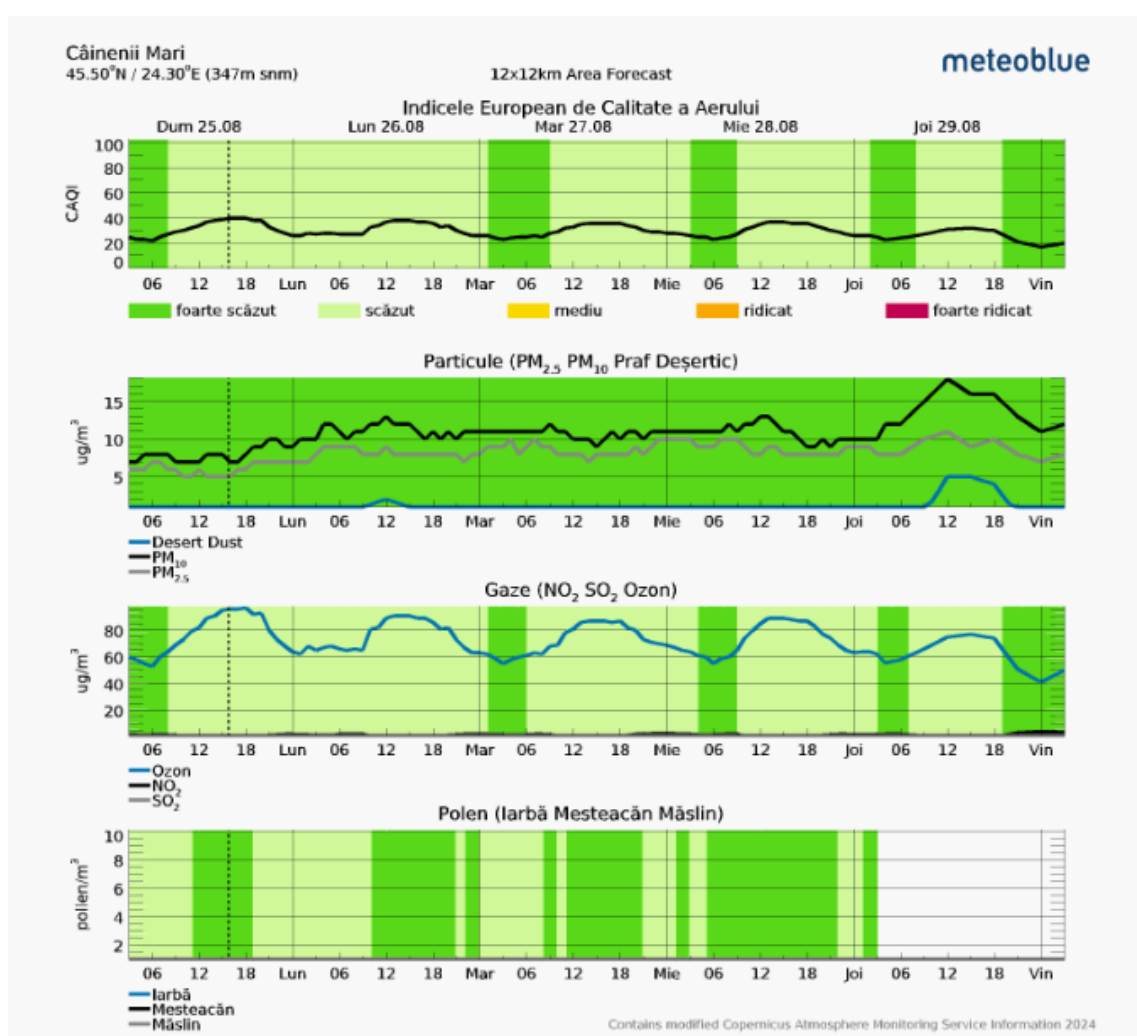 Câinenii Mari
45.50°N / 24.30°E (347m snm)
12x12km Area Forecast
meteoblue
Indicele European de Calitate a Aerului
Dum 25.08 Lun 26.08 Mar 27.08 Mie 28.08 Joi 29.08
CAQI
100
80
60
40
20
0
06 12 18 Lun 06 12 18 Mar 06 12 18 Mie 06 12 18 Joi 06 12 18 Vin
foarte scăzut scăzut mediu ridicat foarte ridicat
Particule (PM2.5 PM10 Praf Deșertic)
ug/m³
15
10
5
06 12 18 Lun 06 12 18 Mar 06 12 18 Mie 06 12 18 Joi 06 12 18 Vin
Desert Dust
PM10
PM2.5
Gaze (NO2 SO2 Ozon)
ug/m³
80
60
40
20
06 12 18 Lun 06 12 18 Mar 06 12 18 Mie 06 12 18 Joi 06 12 18 Vin
Ozon
NO2
SO2
Polen (Iarbă Mesteacăn Măslin)
pollen/m³
10
8
6
4
2
06 12 18 Lun 06 12 18 Mar 06 12 18 Mie 06 12 18 Joi 06 12 18 Vin
Iarbă
Mesteacăn
Măslin
Contains modified Copernicus Atmosphere Monitoring Service Information 2024